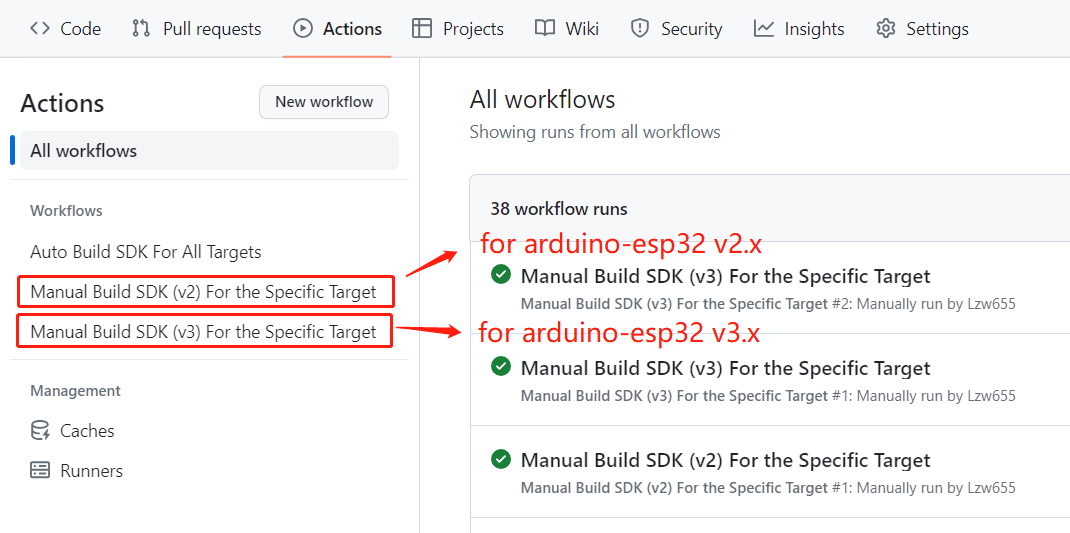 Code Pull requests Actions Projects Wiki Security Insights Settings
Actions
New workflow
All workflows
Workflows
Auto Build SDK For All Targets
Manual Build SDK (v2) For the Specific Target
Manual Build SDK (v3) For the Specific Target
Management
Caches
Runners
All workflows
Showing runs from all workflows
38 workflow runs
for arduino-esp32 v2.x
Manual Build SDK (v3) For the Specific Target
Manual Build SDK (v3) For the Specific Target #2: Manually run by Lzw655
for arduino-esp32 v3.x
Manual Build SDK (v3) For the Specific Target
Manual Build SDK (v3) For the Specific Target #1: Manually run by Lzw655
Manual Build SDK (v2) For the Specific Target
Manual Build SDK (v2) For the Specific Target #1: Manually run by Lzw655